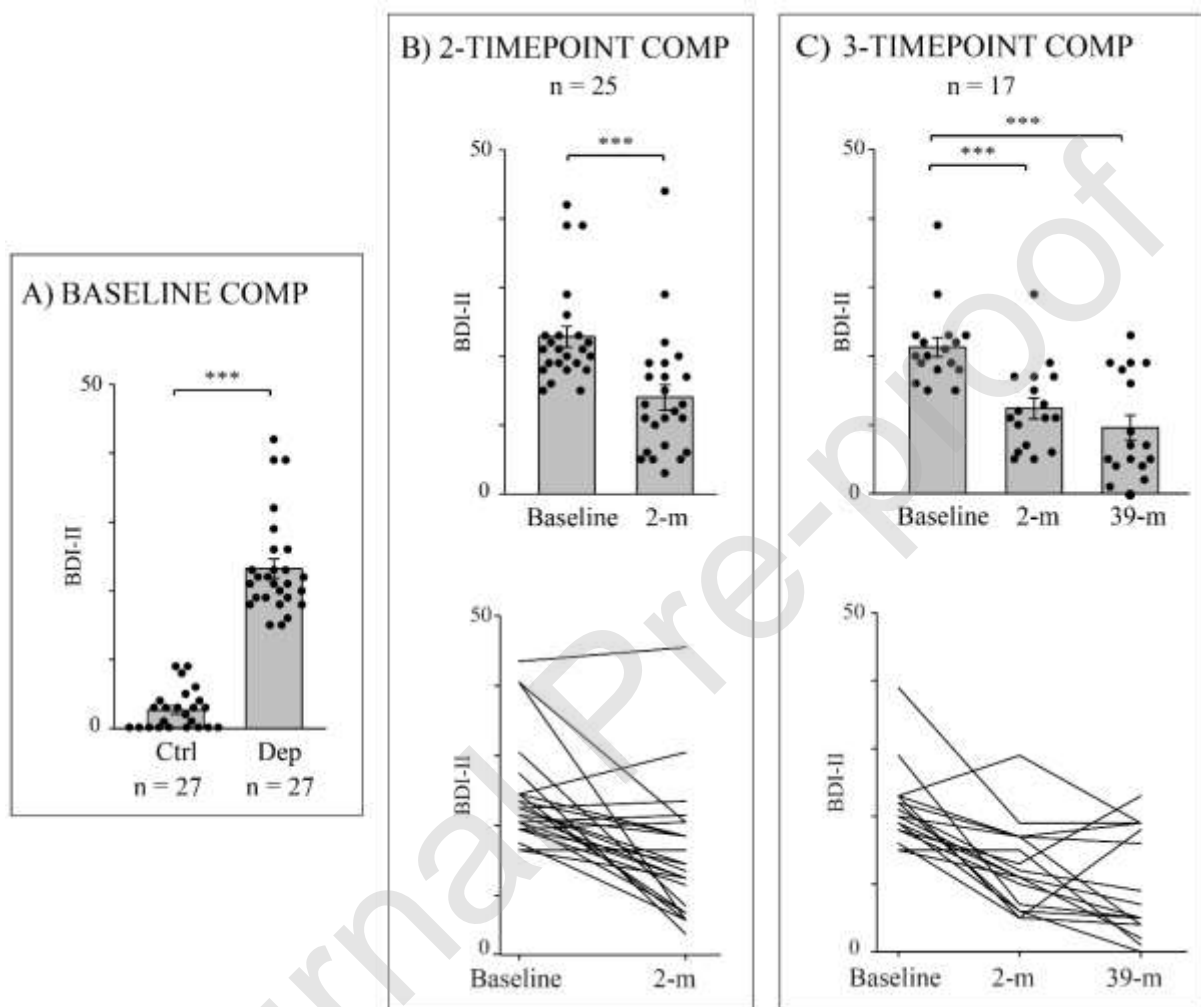 A) BASELINE COMP
***
50
BDI-II
0
Ctrl Dep
n = 27 n = 27
B) 2-TIMEPOINT COMP
n = 25
***
50
BDI-II
0
Baseline 2-m
50
BDI-II
0
Baseline 2-m
C) 3-TIMEPOINT COMP
n = 17
***
***
50
BDI-II
0
Baseline 2-m 39-m
50
BDI-II
0
Baseline 2-m 39-m
rnal Pre-proof